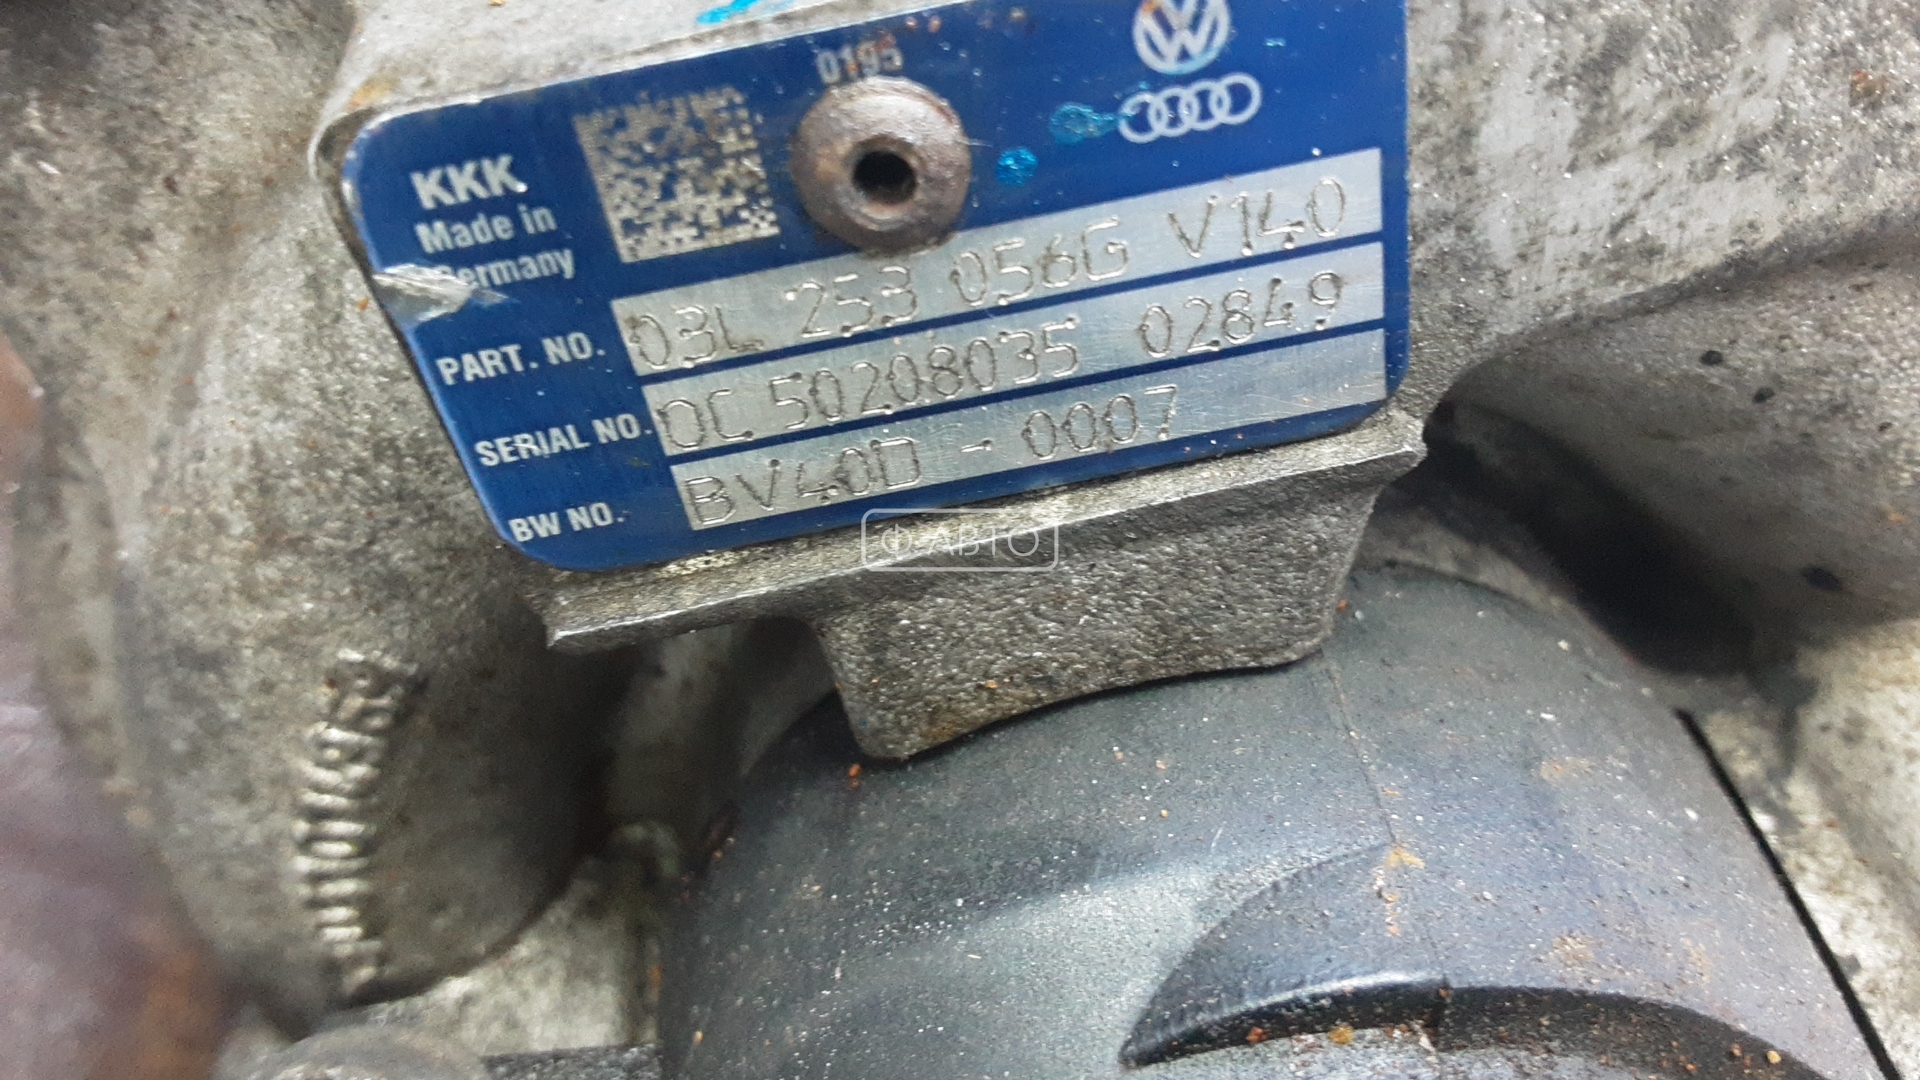 0195
KKK
Made in
Germany
PART. NO. 03L 253 056G V140
SERIAL NO. OC 50208035 02849
BW NO. BV40D - 0007
Ф-АВТО